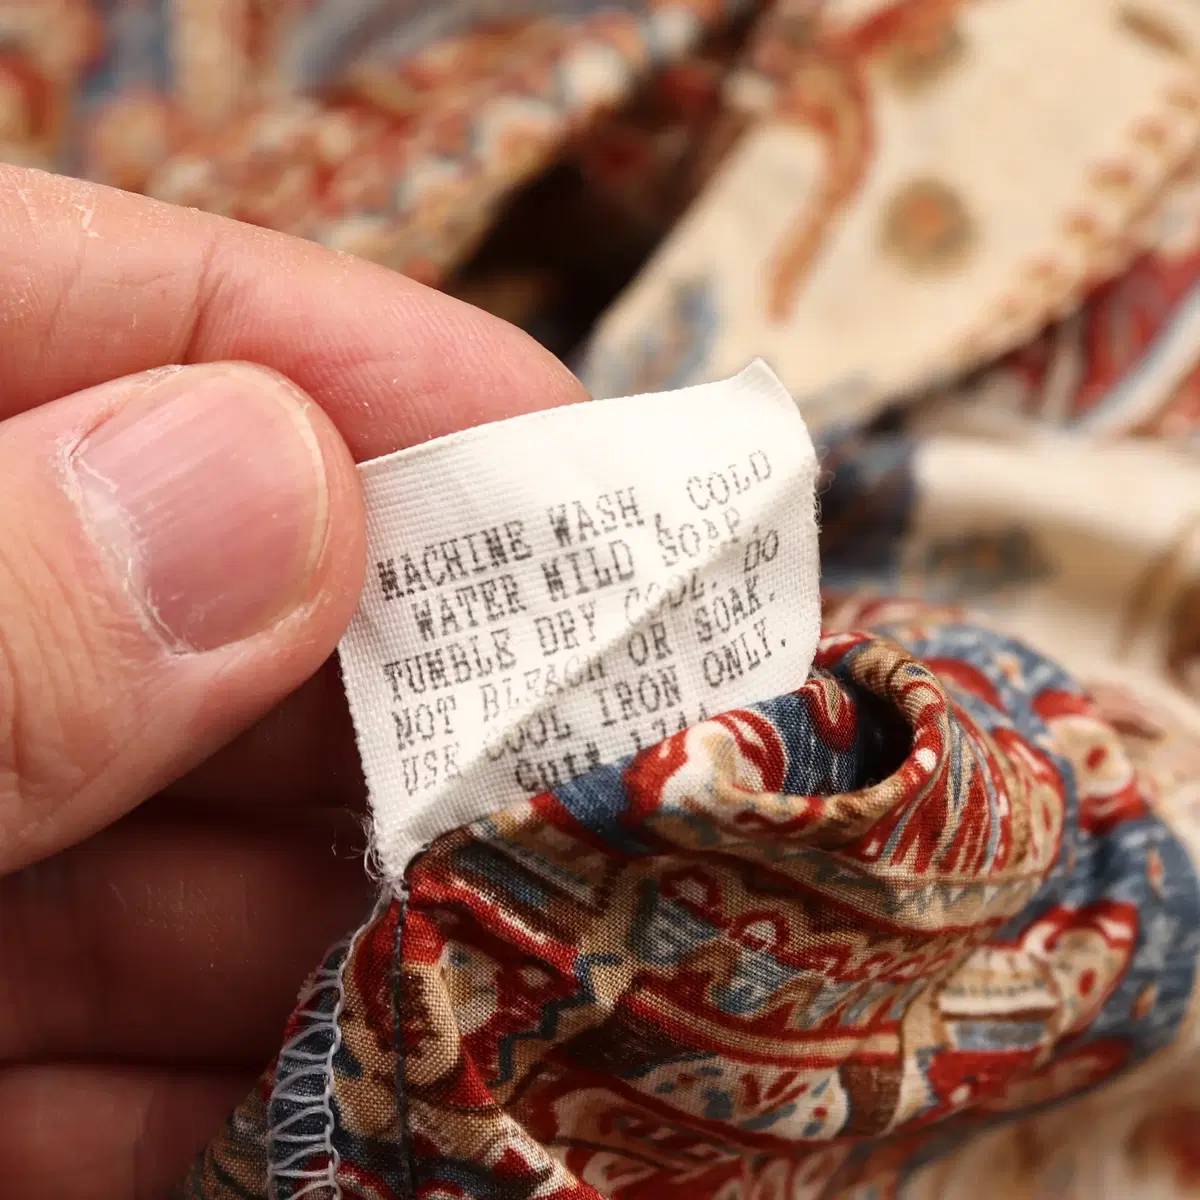 MACHINE WASH, COLD
WATER MILD SOAP.
TUMBLE DRY COOL. DO
NOT BLEACH OR SOAK.
USE COOL IRON ONLY.